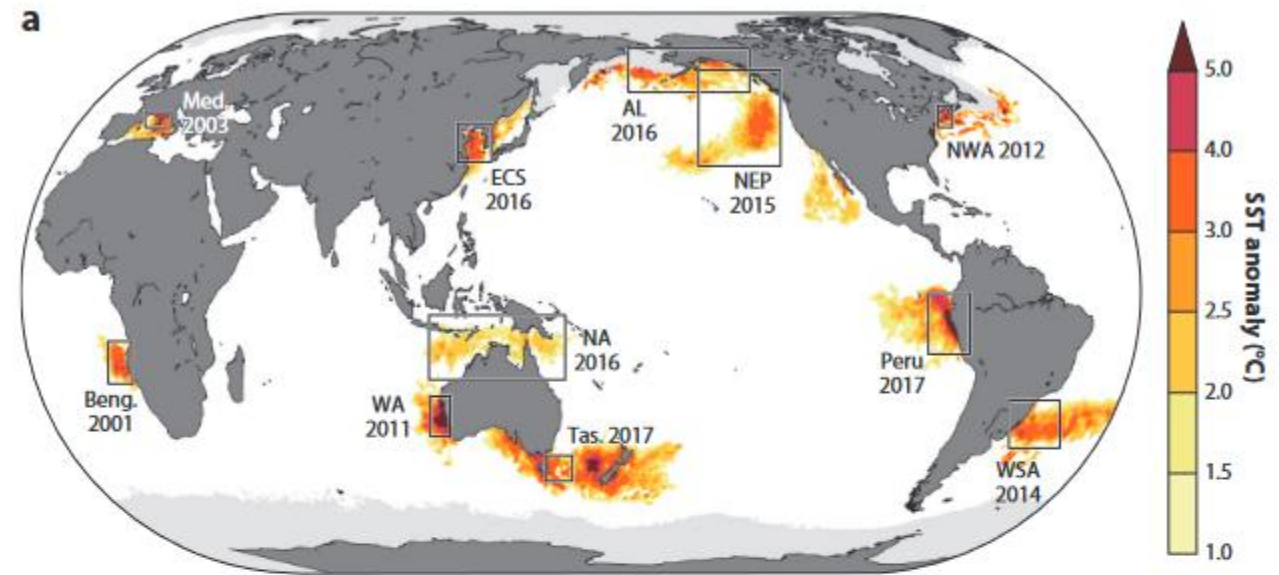 a
Med.
2003
ECS
2016
AL
2016
NEP
2015
NWA 2012
NA
2016
Peru
2017
Beng.
2001
WA
2011
Tas. 2017
WSA
2014
5.0
4.0
3.0
2.5
2.0
1.5
1.0
SST anomaly (°C)